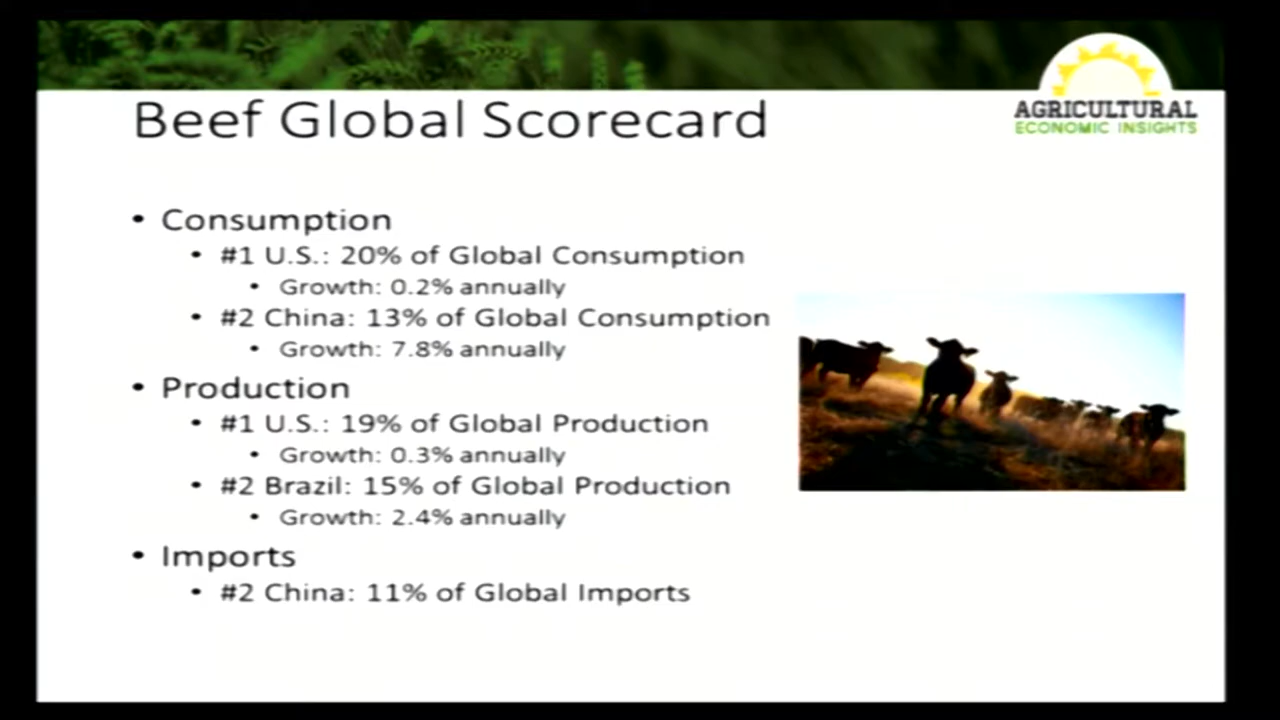 AGRICULTURAL
ECONOMIC INSIGHTS
Beef Global Scorecard
• Consumption
• #1 U.S.: 20% of Global Consumption
• Growth: 0.2% annually
• #2 China: 13% of Global Consumption
• Growth: 7.8% annually
• Production
• #1 U.S.: 19% of Global Production
• Growth: 0.3% annually
• #2 Brazil: 15% of Global Production
• Growth: 2.4% annually
• Imports
• #2 China: 11% of Global Imports